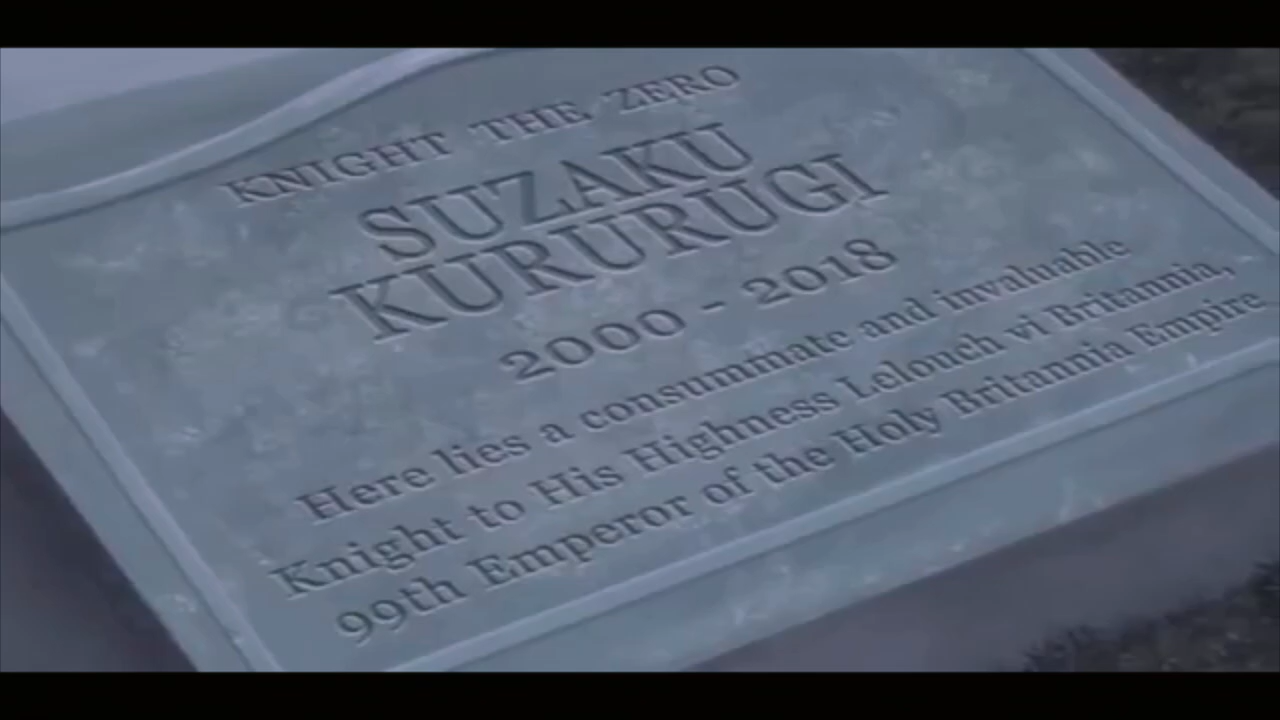 KNIGHT THE ZERO
SUZAKU
KURURUGI
2000 - 2018
Here lies a consummate and invaluable
Knight to His Highness Lelouch vi Britannia,
99th Emperor of the Holy Britannia Empire